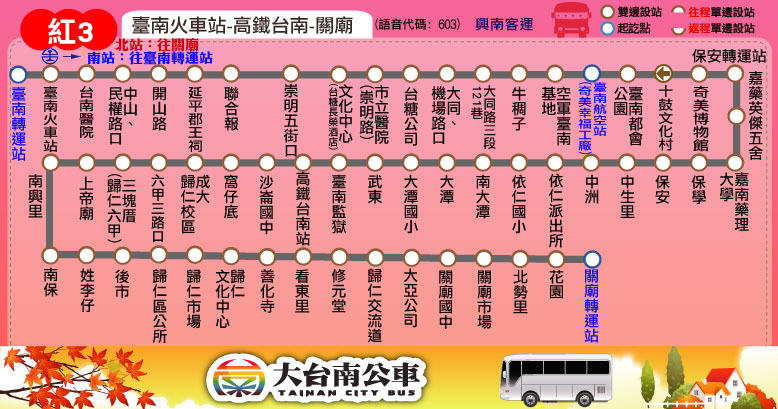 紅3
臺南火車站-高鐵台南-關廟
(語音代碼: 603)
興南客運
雙邊設站
往程單邊設站
起訖點
返程單邊設站
北站:往關廟
南站:往臺南轉運站
保安轉運站
臺南轉運站
臺南火車站
台南醫院
中山、民權路口
開山路
延平郡王祠
聯合報
崇明五街口
文化中心(台糖長榮酒店)
市立醫院(崇明路)
台糖公司
大同、機場路口
大同路三段121巷
牛稠子
空軍臺南基地
臺南航空站(奇美幸福工廠)
臺南都會公園
十鼓文化村
奇美博物館
嘉藥英傑五舍
南興里
上帝廟
三塊厝(歸仁六甲)
六甲三路口
成大歸仁校區
窩仔底
沙崙國中
高鐵台南站
臺南監獄
武東
大潭國小
大潭
南大潭
依仁國小
依仁派出所
中洲
中生里
保安
保學
嘉南藥理大學
南保
姓李仔
後市
歸仁區公所
歸仁市場
歸仁文化中心
善化寺
看東里
修元堂
歸仁交流道
大亞公司
關廟國中
關廟市場
北勢里
花園
關廟轉運站
大台南公車
TAINAN CITY BUS